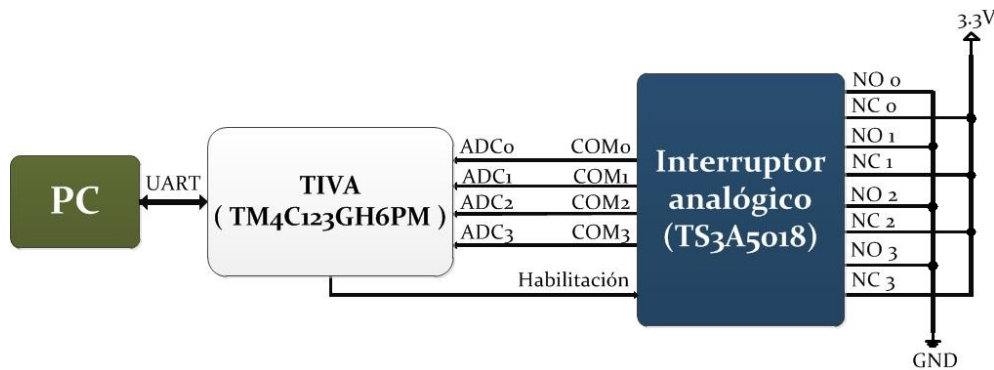 3.3V
NO 0
NC 0
NO 1
NC 1
NO 2
NC 2
NO 3
NC 3
GND
PC
UART
TIVA
( TM4C123GH6PM )
ADC0
ADC1
ADC2
ADC3
COM0
COM1
COM2
COM3
Habilitación
Interruptor
analógico
(TS3A5018)